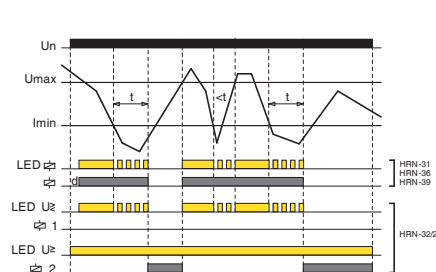 Un
Umax
t
<t
t
Imin
LED
HRN-31
HRN-36
HRN-39
d
LED U≥
1
HRN-32/2
LED U≥
2